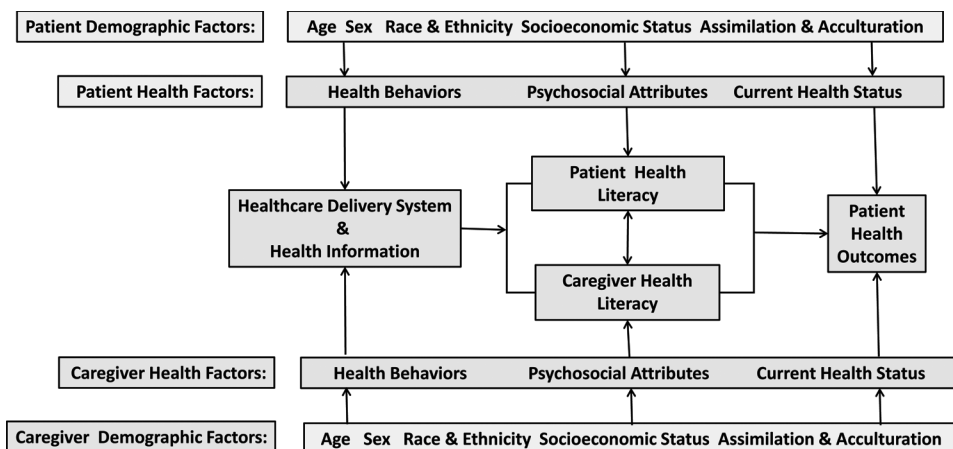 Patient Demographic Factors: Age Sex Race & Ethnicity Socioeconomic Status Assimilation & Acculturation
Patient Health Factors: Health Behaviors Psychosocial Attributes Current Health Status
Healthcare Delivery System
&
Health Information
Patient Health
Literacy
Caregiver Health
Literacy
Patient
Health
Outcomes
Caregiver Health Factors: Health Behaviors Psychosocial Attributes Current Health Status
Caregiver Demographic Factors: Age Sex Race & Ethnicity Socioeconomic Status Assimilation & Acculturation